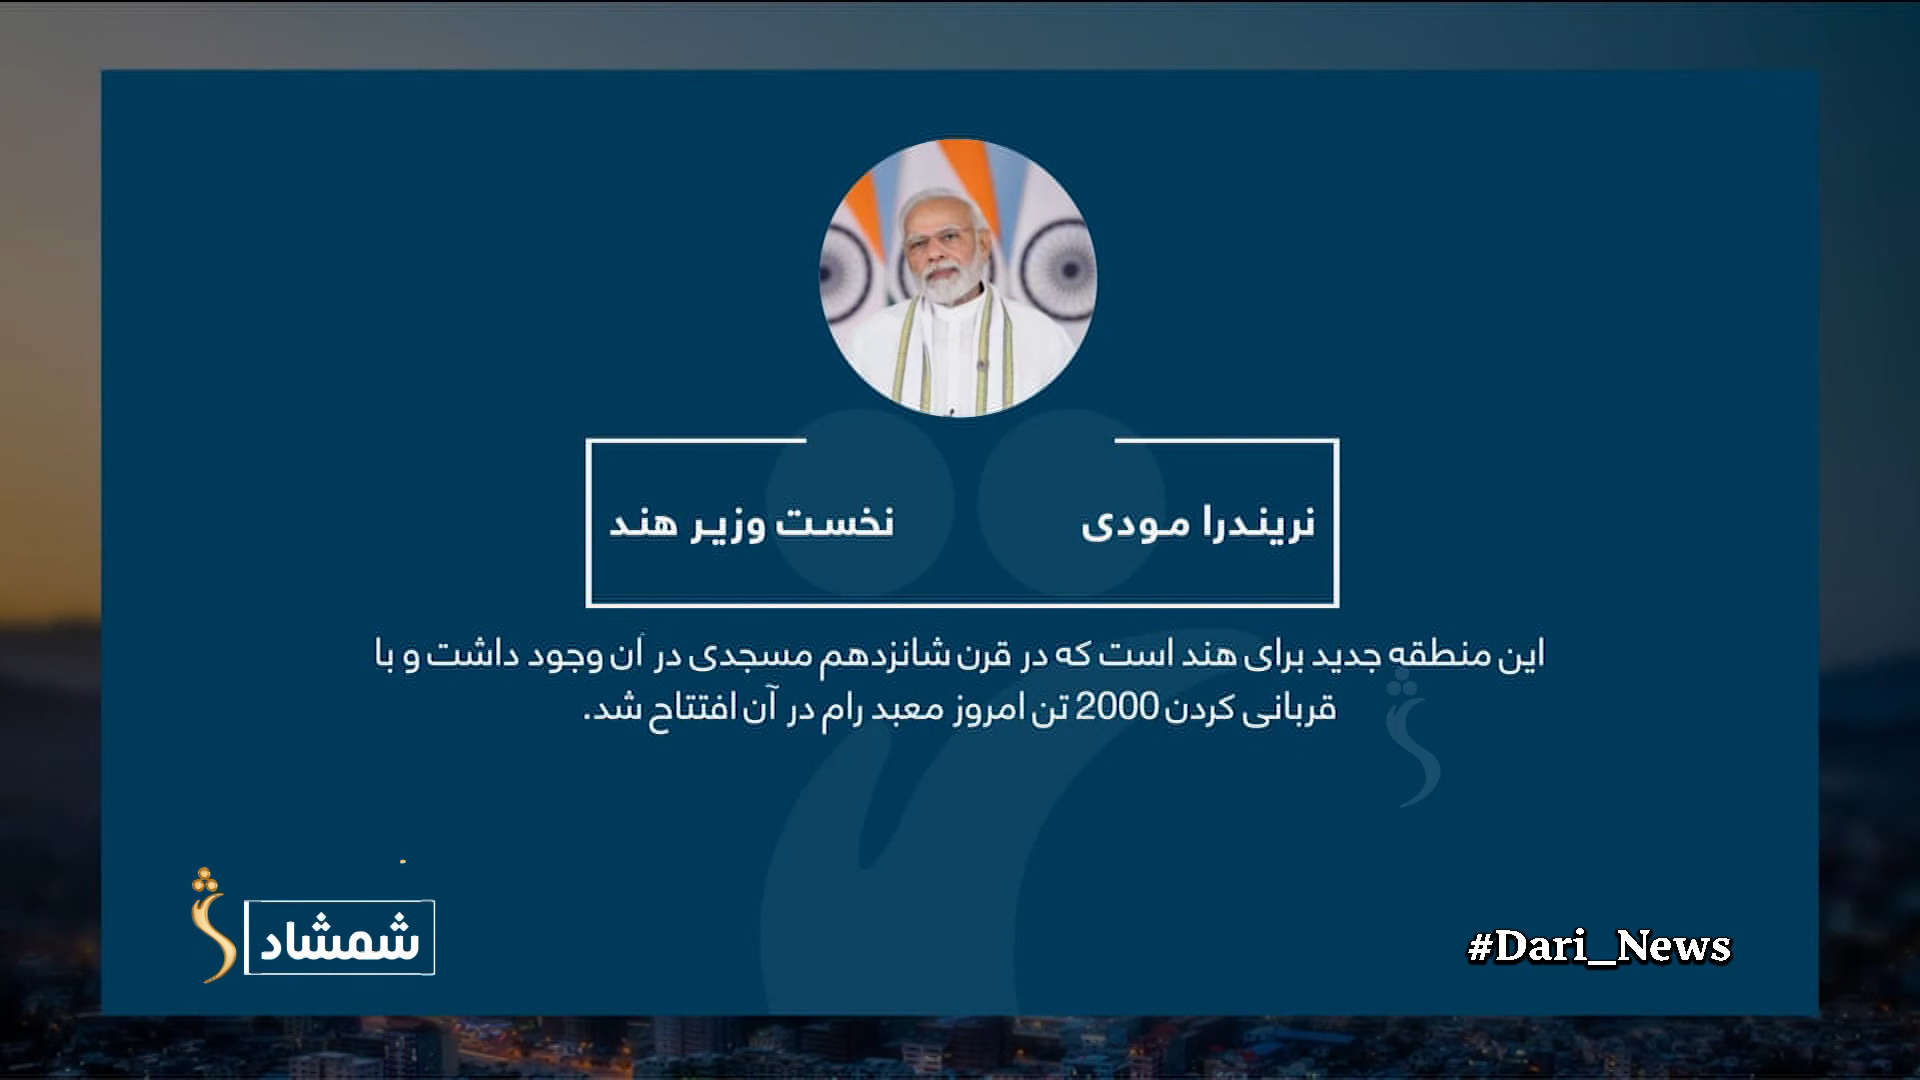 نریندرا مودی
نخست وزیر هند
این منطقه جدید برای هند است که در قرن شانزدهم مسجدی در آن وجود داشت و با
قربانی کردن 2000 تن امروز معبد رام در آن افتتاح شد.
شمشاد
#Dari_News